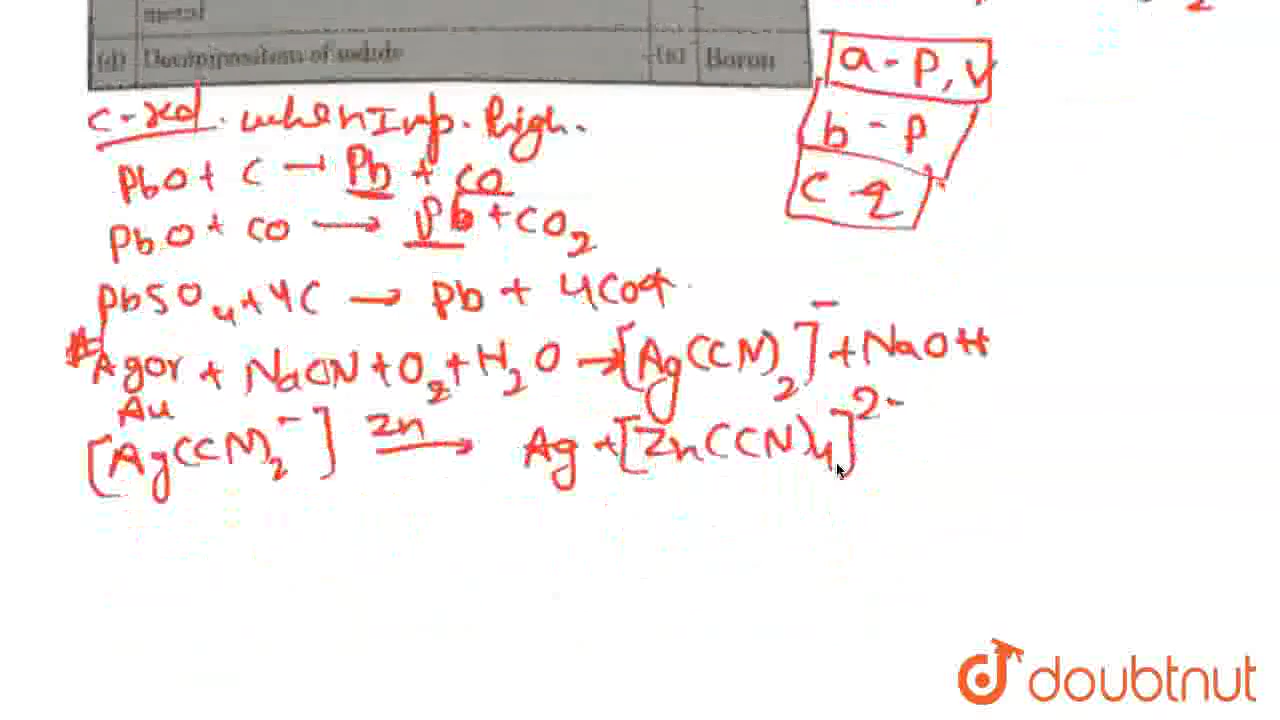 metal
(d) Decomposition of iodide (s) Boron
a - p, v
b - p
c - q
C-red. when Imp. high.
PbO + C → Pb + CO
PbO + CO → Pb + CO2
PbSO4 + 4C → Pb + 4CO↑
Ag or + NaCN + O2 + H2O → [Ag(CN)2]- + NaOH
Au
[Ag(CN)2-] Zn → Ag + [Zn(CN)4]2-
2
doubtnut